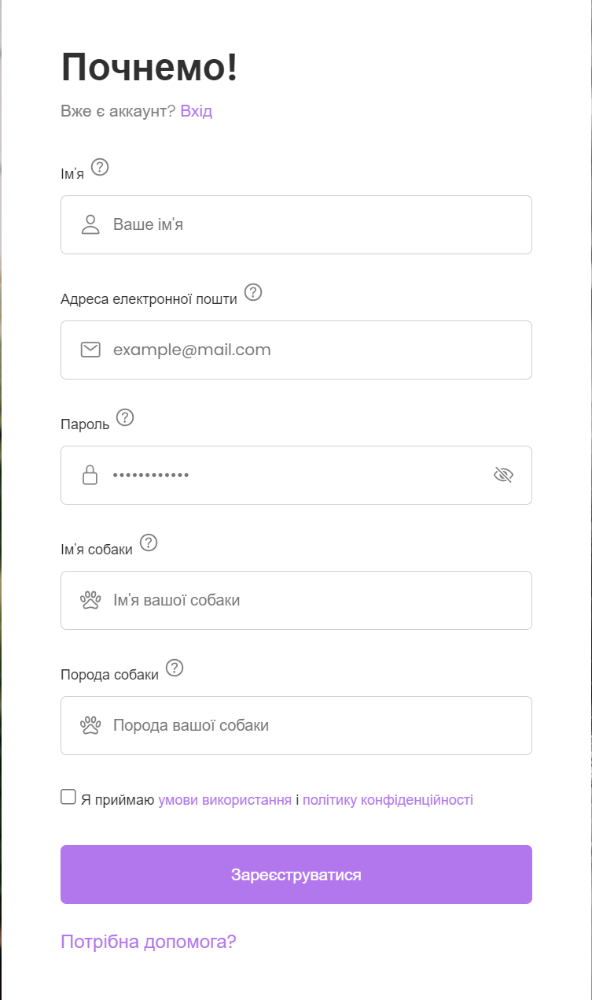 Почнемо!
Вже є аккаунт? Вхід
Ім'я ?
Ваше ім'я
Адреса електронної пошти ?
example@mail.com
Пароль ?
••••••••••••
Ім'я собаки ?
Ім'я вашої собаки
Порода собаки ?
Порода вашої собаки
Я приймаю умови використання і політику конфіденційності
Зареєструватися
Потрібна допомога?